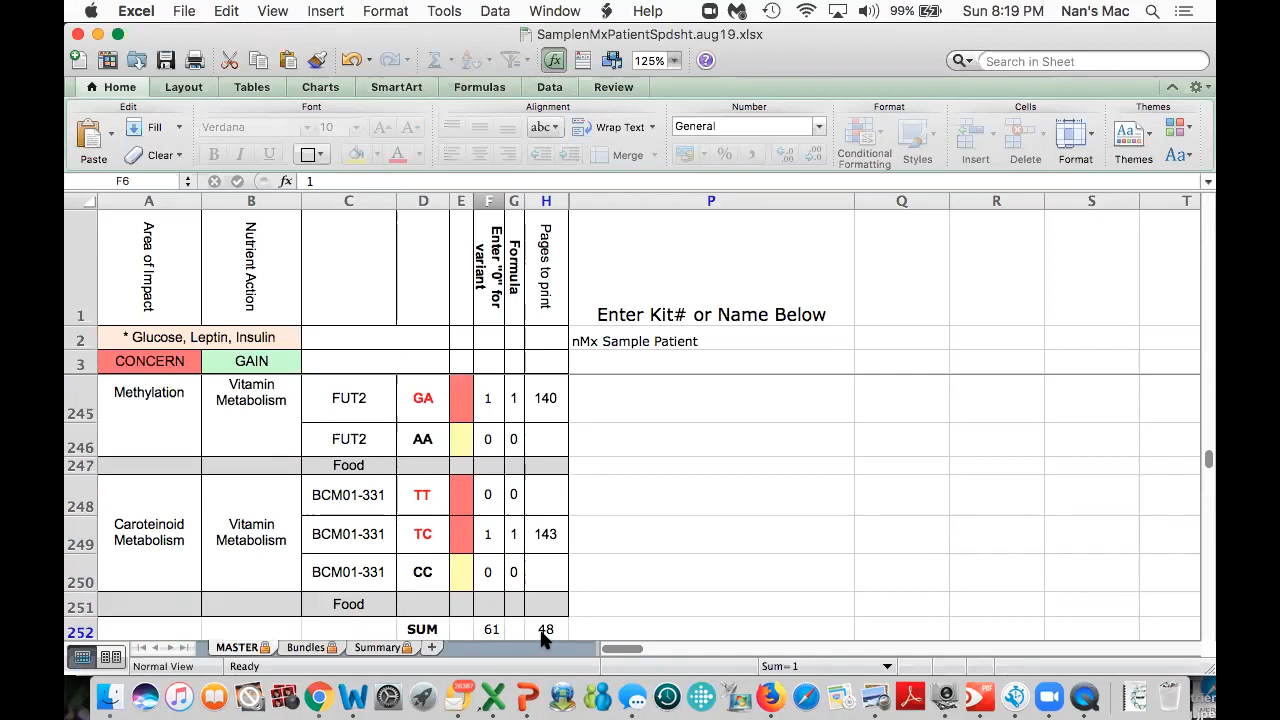 Excel File Edit View Insert Format Tools Data Window Help 99% Sun 8:19 PM Nan's Mac
SamplenMxPatientSpdsht.aug19.xlsx
125% Search in Sheet
Home Layout Tables Charts SmartArt Formulas Data Review
Edit Font Alignment Number Format Cells Themes
Fill Verdana 10 abc Wrap Text General
Paste Clear B I U A Merge % Conditional Formatting Styles Insert Delete Format Themes Aa
F6 fx 1
A B C D E F G H P Q R S T
1 Area of Impact Nutrient Action Enter "0" for variant Formula Pages to print Enter Kit# or Name Below
2 * Glucose, Leptin, Insulin nMx Sample Patient
3 CONCERN GAIN
245 Methylation Vitamin Metabolism FUT2 GA 1 1 140
246 FUT2 AA 0 0
247 Food
248 BCM01-331 TT 0 0
249 Caroteinoid Metabolism Vitamin Metabolism BCM01-331 TC 1 1 143
250 BCM01-331 CC 0 0
251 Food
252 SUM 61 48
MASTER Bundles Summary +
Normal View Ready Sum=1
26387